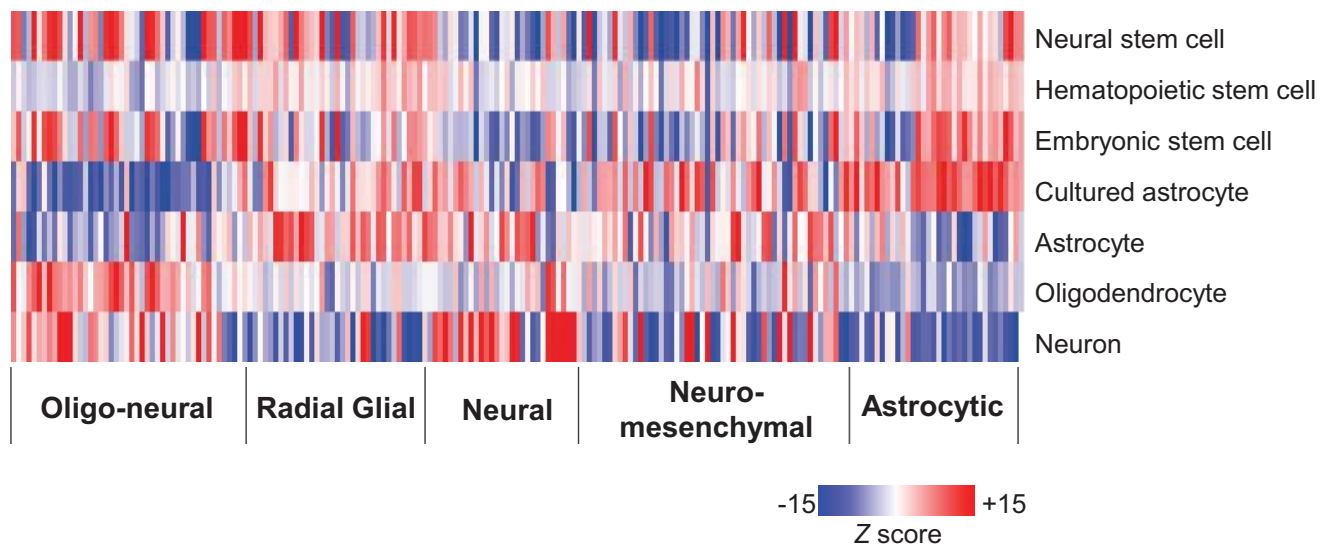 Neural stem cell
Hematopoietic stem cell
Embryonic stem cell
Cultured astrocyte
Astrocyte
Oligodendrocyte
Neuron
Oligo-neural
Radial Glial
Neural
Neuro-
mesenchymal
Astrocytic
-15
+15
Z score